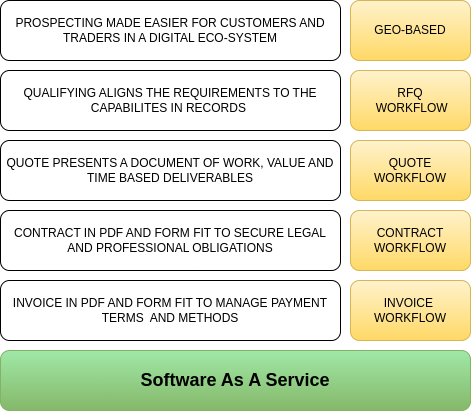 PROSPECTING MADE EASIER FOR CUSTOMERS AND
TRADERS IN A DIGITAL ECO-SYSTEM
GEO-BASED
QUALIFYING ALIGNS THE REQUIREMENTS TO THE
CAPABILITES IN RECORDS
RFQ
WORKFLOW
QUOTE PRESENTS A DOCUMENT OF WORK, VALUE AND
TIME BASED DELIVERABLES
QUOTE
WORKFLOW
CONTRACT IN PDF AND FORM FIT TO SECURE LEGAL
AND PROFESSIONAL OBLIGATIONS
CONTRACT
WORKFLOW
INVOICE IN PDF AND FORM FIT TO MANAGE PAYMENT
TERMS  AND METHODS
INVOICE
WORKFLOW
Software As A Service